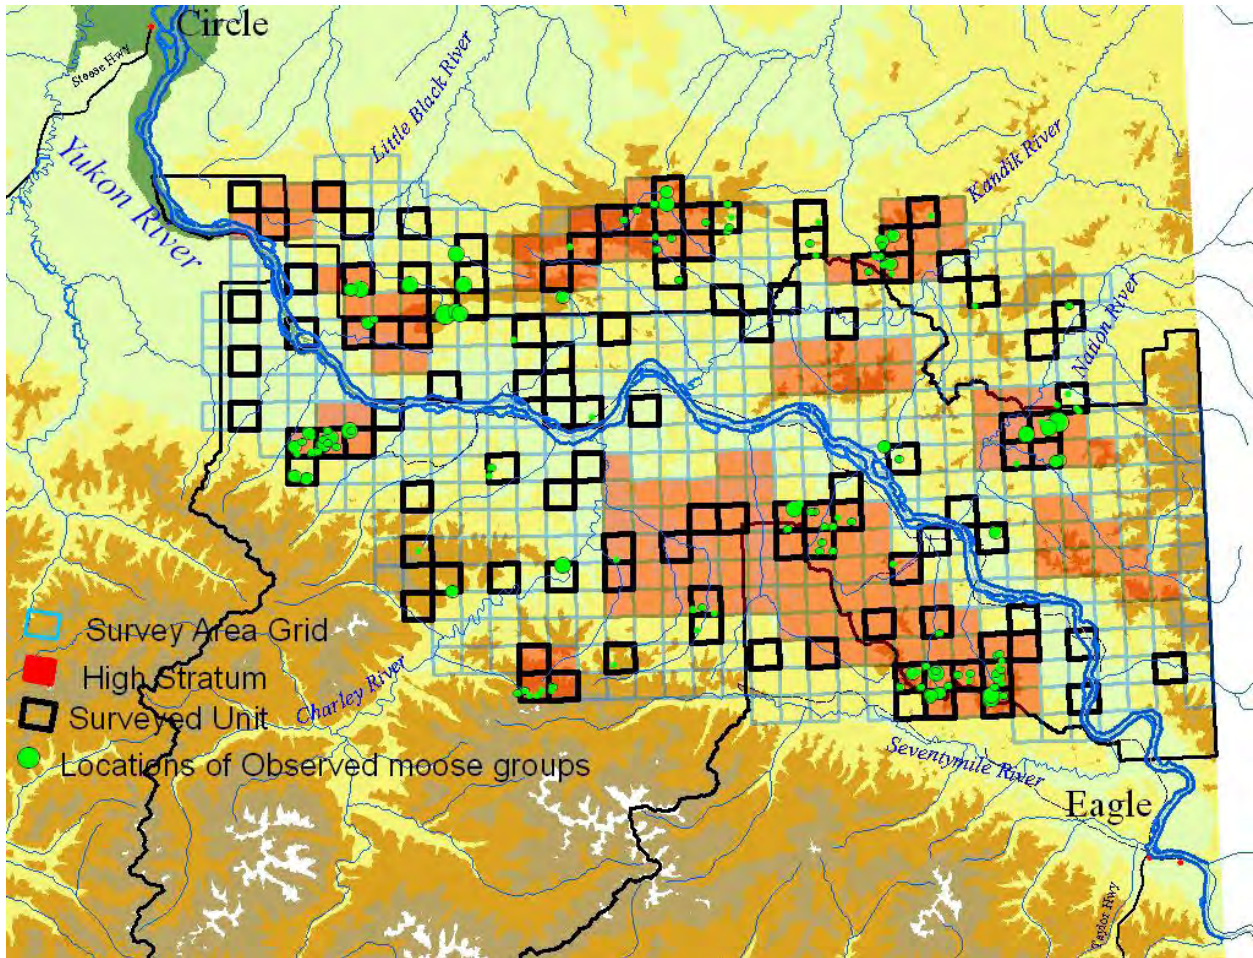 Circle
Steese Hwy
Little Black River
Yukon River
Kandik River
Nation River
Survey Area Grid
High Stratum
Surveyed Unit
Locations of Observed moose groups
Charley River
Seventymile River
Eagle
Taylor Hwy